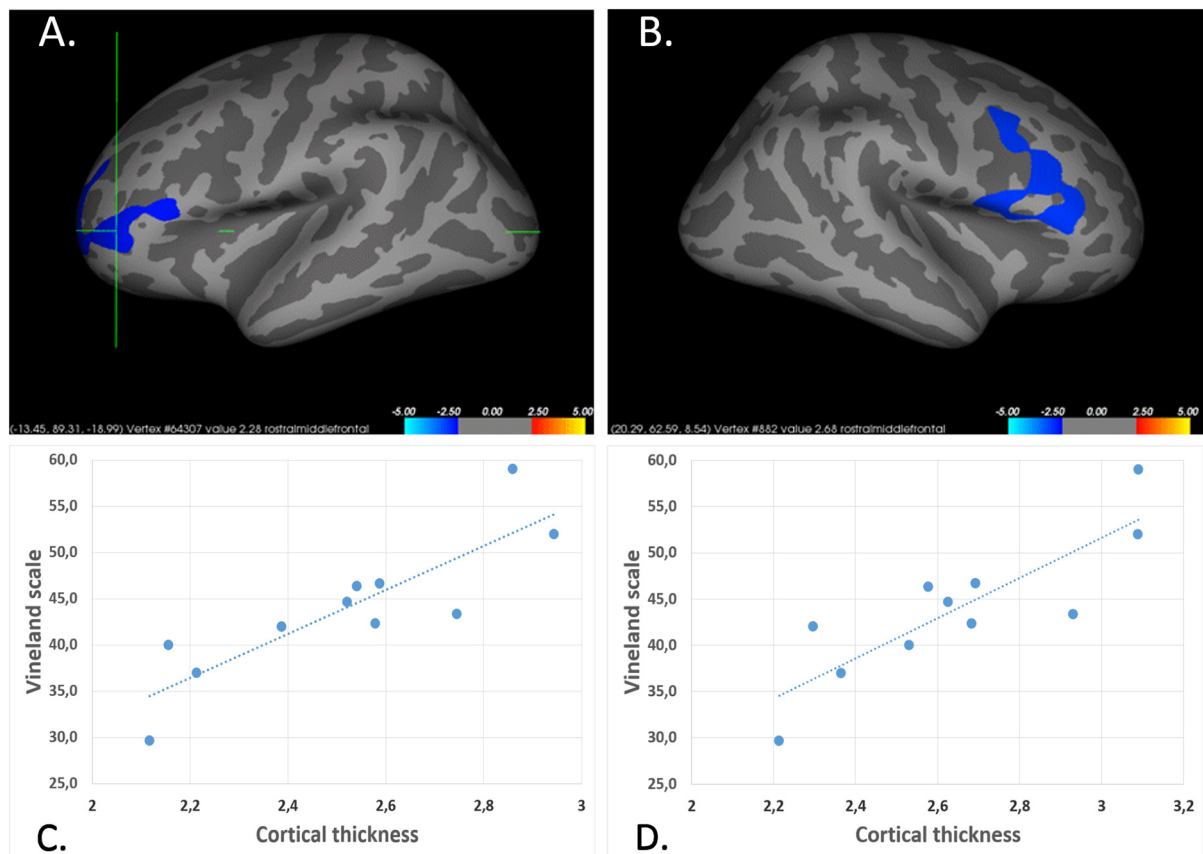 A.
-5.00 -2.50 0.00 2.50 5.00
(-13.45, 89.31, -18.99) Vertex #64307 value 2.28 rostralmiddlefrontal
B.
-5.00 -2.50 0.00 2.50 5.00
(20.29, 62.59, 8.54) Vertex #882 value 2.68 rostralmiddlefrontal
60,0
55,0
50,0
45,0
40,0
35,0
30,0
25,0
Vineland scale
2 2,2 2,4 2,6 2,8 3
Cortical thickness
C.
60,0
55,0
50,0
45,0
40,0
35,0
30,0
25,0
Vineland scale
2 2,2 2,4 2,6 2,8 3 3,2
Cortical thickness
D.